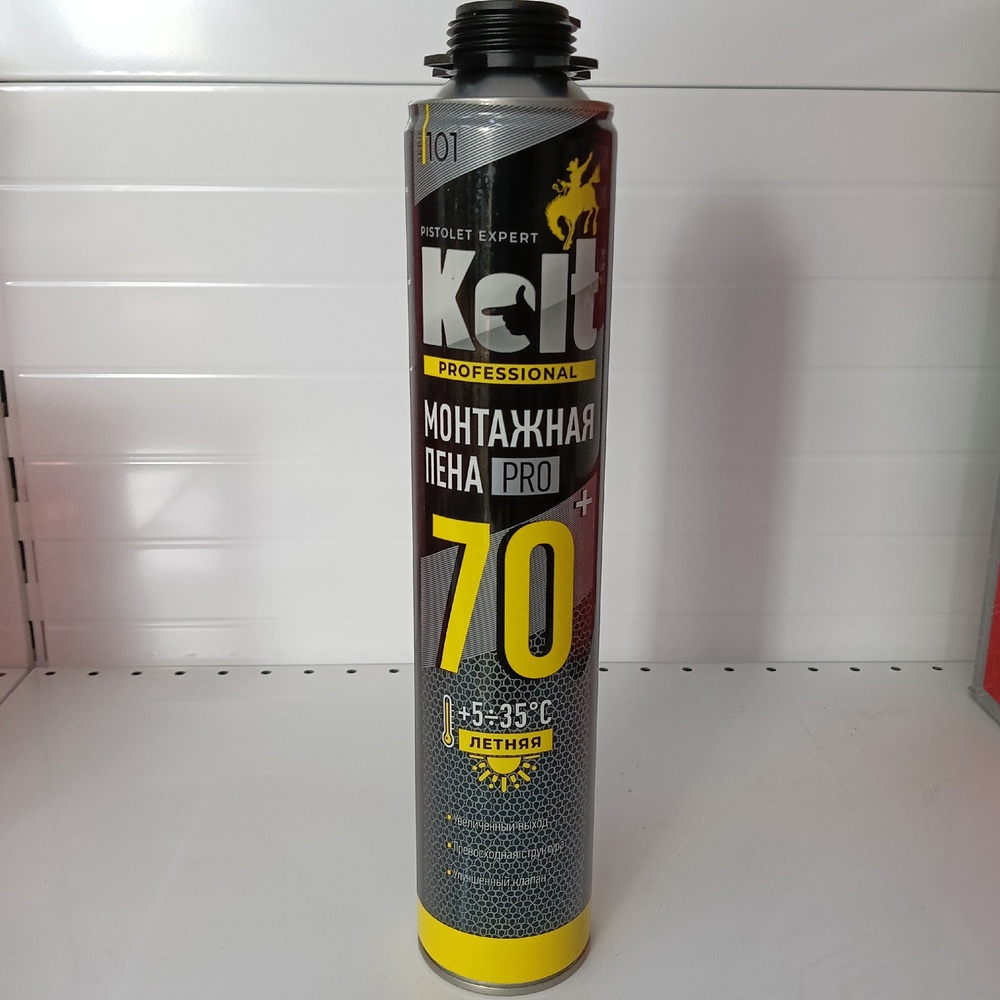 101
PISTOLET EXPERT
Kelt
PROFESSIONAL
МОНТАЖНАЯ
ПЕНА PRO
70+
+5÷35°C
ЛЕТНЯЯ
Увеличенный выход
Превосходная структура
Улучшенный клапан